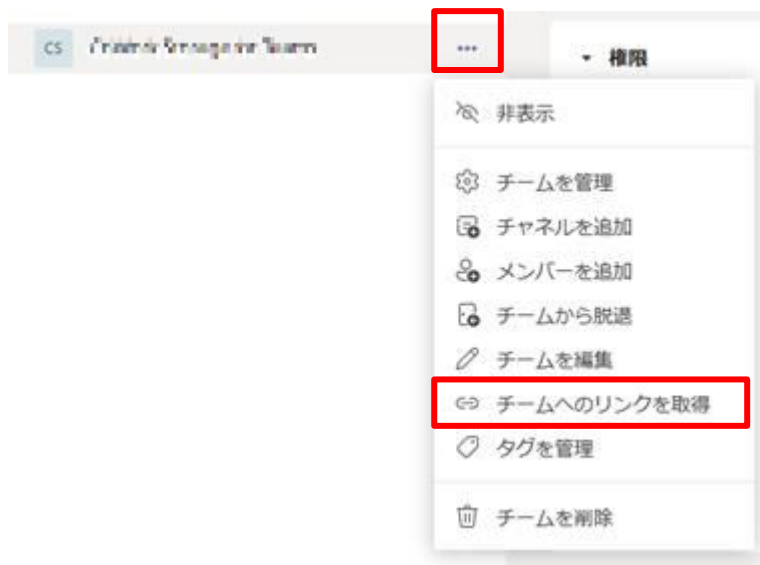 CS
...
権限
非表示
チームを管理
チャネルを追加
メンバーを追加
チームから脱退
チームを編集
チームへのリンクを取得
タグを管理
チームを削除